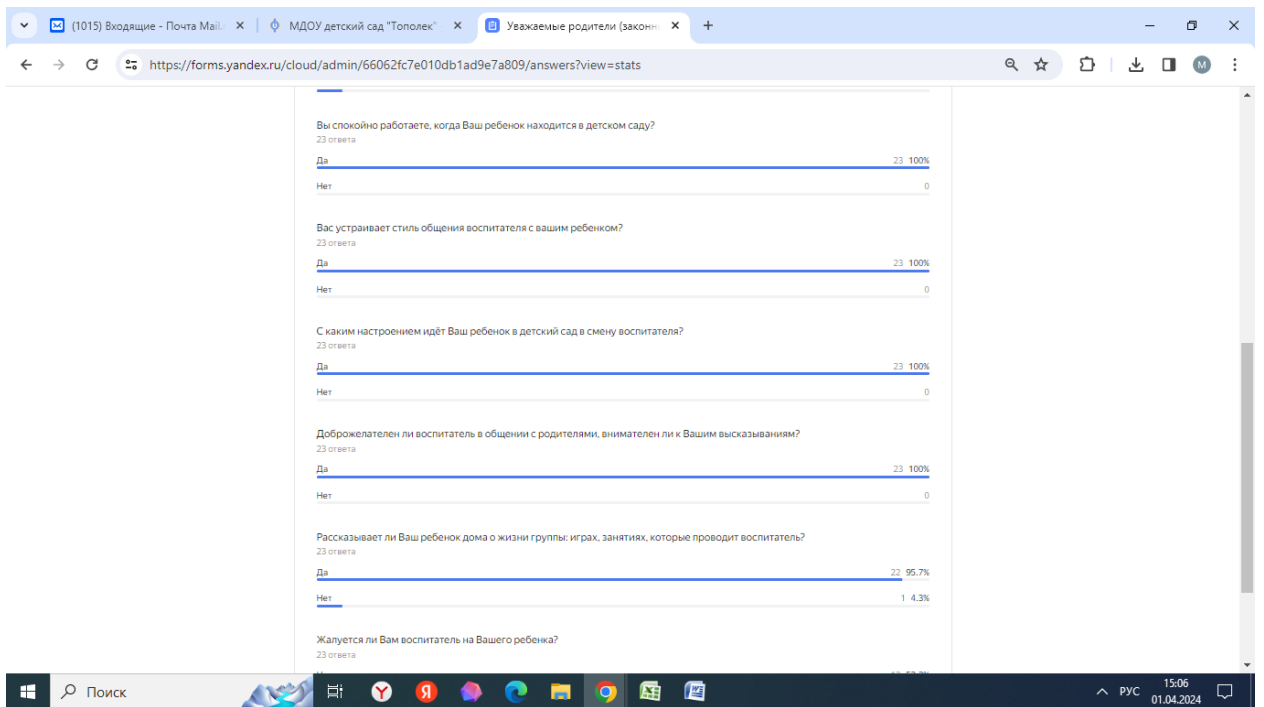 (1015) Входящие - Почта Mail.
МДОУ детский сад "Тополек"
Уважаемые родители (законн
https://forms.yandex.ru/cloud/admin/66062fc7e010db1ad9e7a809/answers?view=stats
M
Вы спокойно работаете, когда Ваш ребенок находится в детском саду?
23 ответа
Да 23 100%
Нет 0
Вас устраивает стиль общения воспитателя с вашим ребенком?
23 ответа
Да 23 100%
Нет 0
С каким настроением идёт Ваш ребенок в детский сад в смену воспитателя?
23 ответа
Да 23 100%
Нет 0
Доброжелателен ли воспитатель в общении с родителями, внимателен ли к Вашим высказываниям?
23 ответа
Да 23 100%
Нет 0
Рассказывает ли Ваш ребенок дома о жизни группы: играх, занятиях, которые проводит воспитатель?
23 ответа
Да 22 95.7%
Нет 1 4.3%
Жалуется ли Вам воспитатель на Вашего ребенка?
23 ответа
Поиск
РУС
15:06
01.04.2024